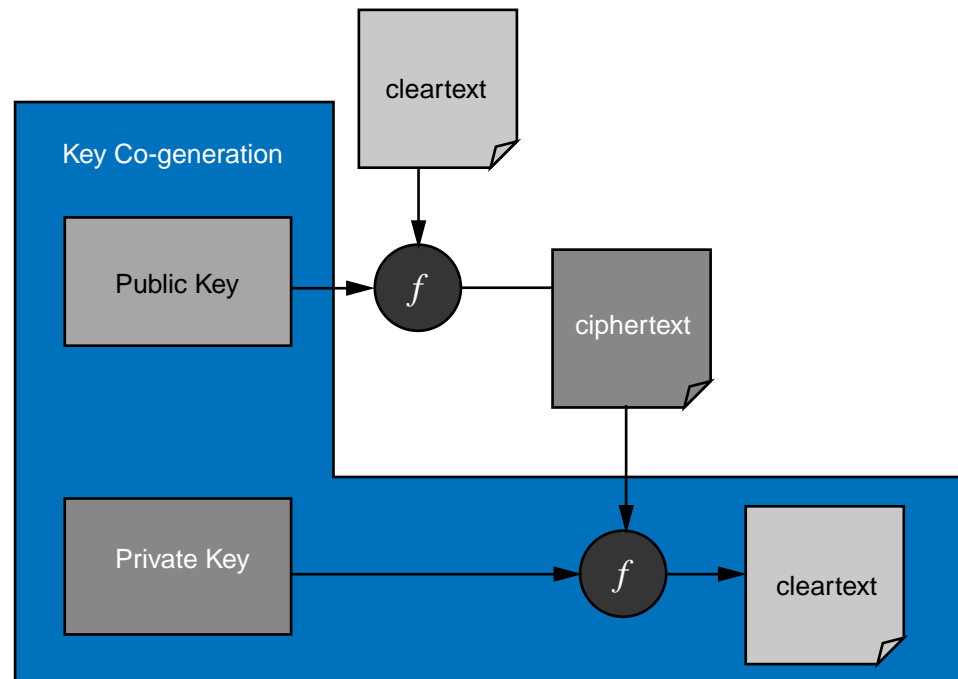 cleartext
Key Co-generation
Public Key
f
ciphertext
Private Key
f
cleartext